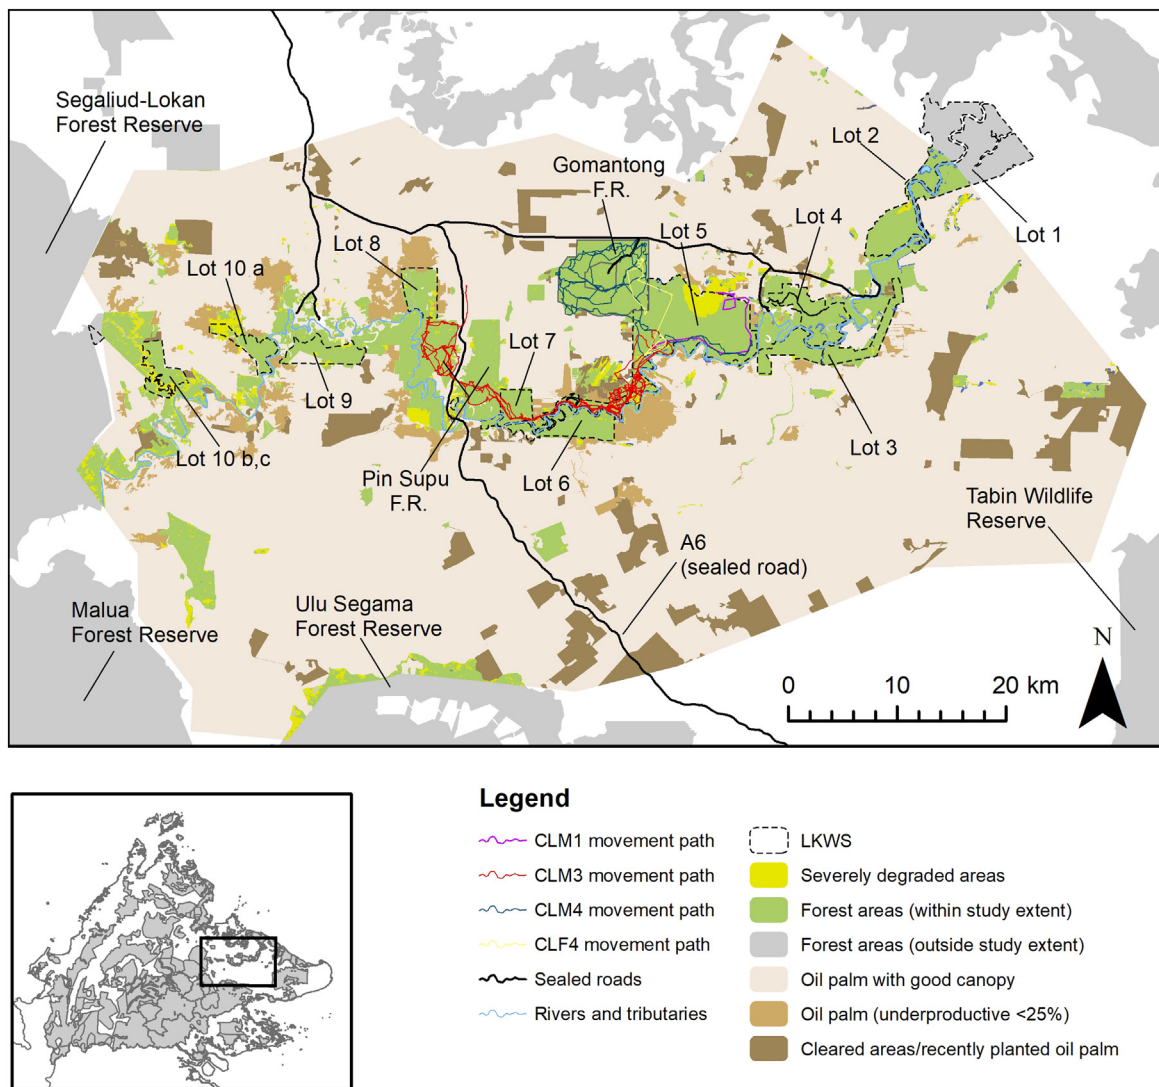 Segaliud-Lokan
Forest Reserve
Gomantong
F.R.
Lot 2
Lot 1
Lot 4
Lot 5
Lot 8
Lot 10 a
Lot 7
Lot 9
Lot 10 b,c
Lot 3
Pin Supu
F.R.
Lot 6
Tabin Wildlife
Reserve
A6
(sealed road)
Malua
Forest Reserve
Ulu Segama
Forest Reserve
N
0 10 20 km
Legend
CLM1 movement path
CLM3 movement path
CLM4 movement path
CLF4 movement path
Sealed roads
Rivers and tributaries
LKWS
Severely degraded areas
Forest areas (within study extent)
Forest areas (outside study extent)
Oil palm with good canopy
Oil palm (underproductive <25%)
Cleared areas/recently planted oil palm